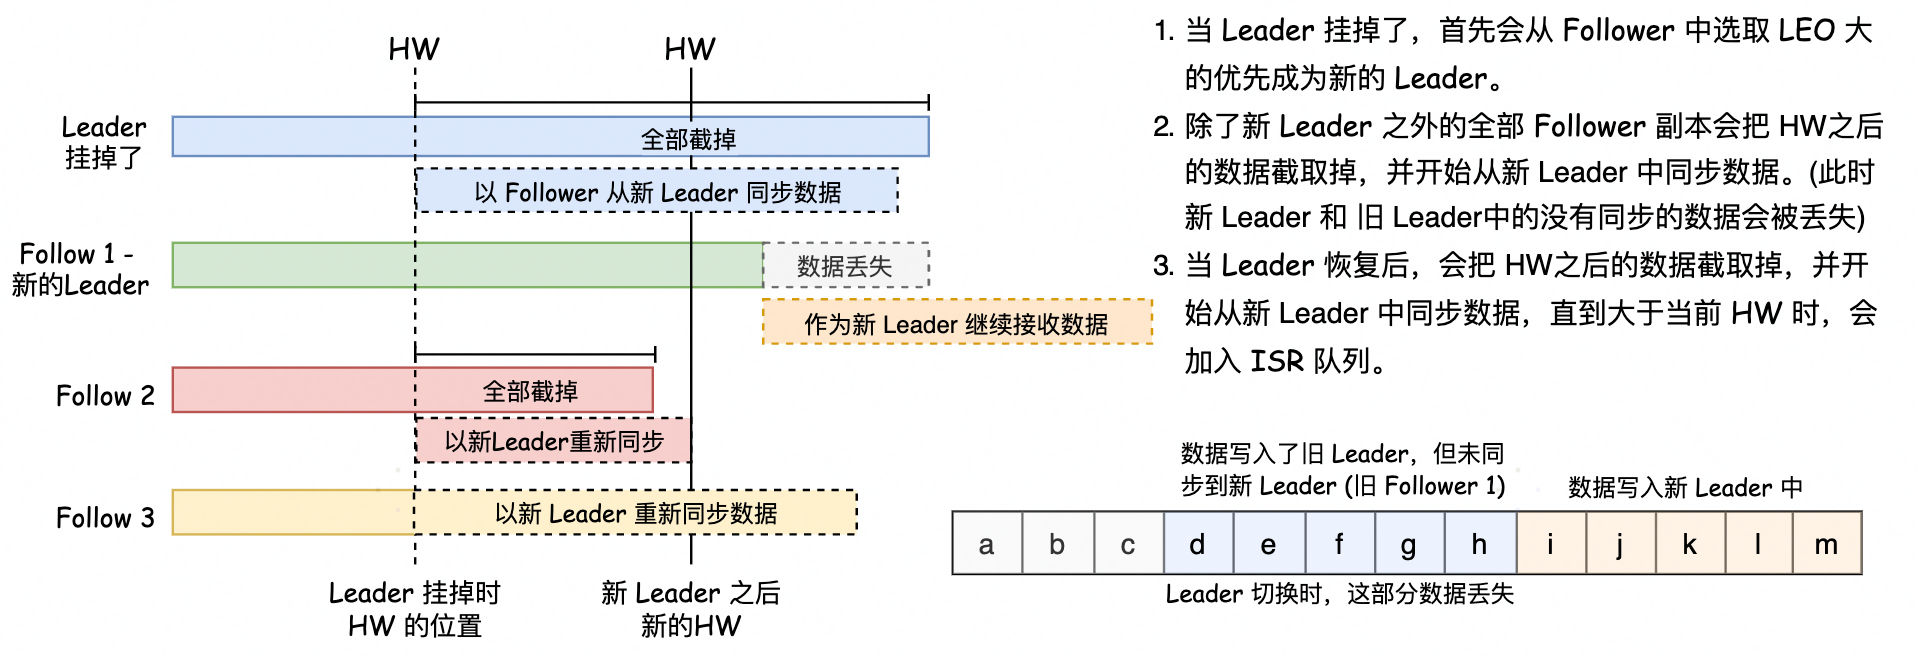 HW
HW
Leader
挂掉了
全部截掉
以 Follower 从新 Leader 同步数据
Follow 1 -
新的Leader
数据丢失
作为新 Leader 继续接收数据
Follow 2
全部截掉
以新Leader重新同步
Follow 3
以新 Leader 重新同步数据
Leader 挂掉时
HW 的位置
新 Leader 之后
新的HW
1. 当 Leader 挂掉了，首先会从 Follower 中选取 LEO 大
的优先成为新的 Leader。
2. 除了新 Leader 之外的全部 Follower 副本会把 HW之后
的数据截取掉，并开始从新 Leader 中同步数据。(此时
新 Leader 和 旧 Leader中的没有同步的数据会被丢失)
3. 当 Leader 恢复后，会把 HW之后的数据截取掉，并开
始从新 Leader 中同步数据，直到大于当前 HW 时，会
加入 ISR 队列。
数据写入了旧 Leader，但未同
步到新 Leader (旧 Follower 1)
数据写入新 Leader 中
a b c d e f g h i j k l m
Leader 切换时，这部分数据丢失